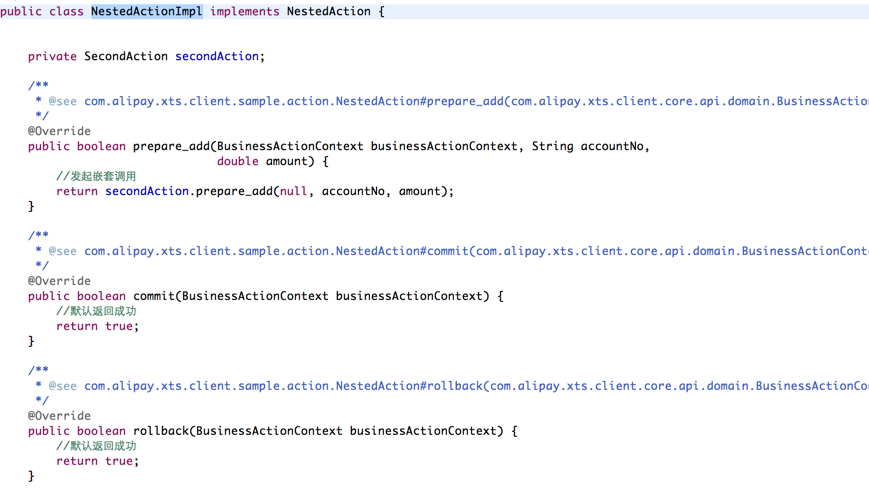 public class NestedActionImpl implements NestedAction {
private SecondAction secondAction;
/**
* @see com.alipay.xts.client.sample.action.NestedAction#prepare_add(com.alipay.xts.client.core.api.domain.BusinessActio
*/
@Override
public boolean prepare_add(BusinessActionContext businessActionContext, String accountNo,
double amount) {
//发起嵌套调用
return secondAction.prepare_add(null, accountNo, amount);
}
/**
* @see com.alipay.xts.client.sample.action.NestedAction#commit(com.alipay.xts.client.core.api.domain.BusinessActionCont
*/
@Override
public boolean commit(BusinessActionContext businessActionContext) {
//默认返回成功
return true;
}
/**
* @see com.alipay.xts.client.sample.action.NestedAction#rollback(com.alipay.xts.client.core.api.domain.BusinessActionCo
*/
@Override
public boolean rollback(BusinessActionContext businessActionContext) {
//默认返回成功
return true;
}